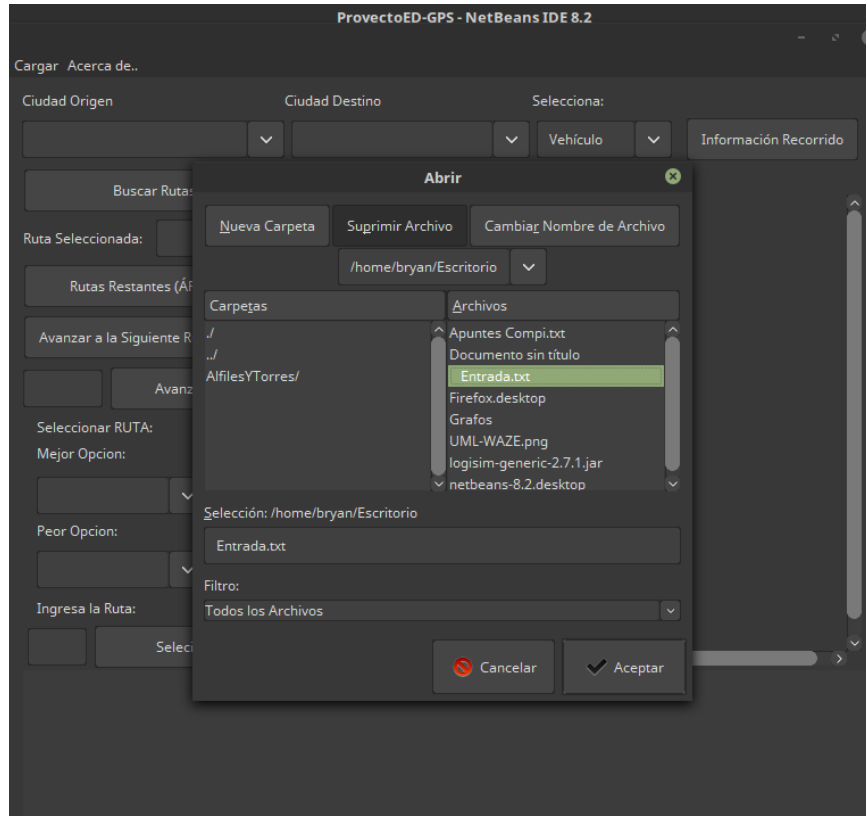 ProyectoED-GPS - NetBeans IDE 8.2
Cargar Acerca de..
Ciudad Origen Ciudad Destino Selecciona:
Vehículo Información Recorrido
Buscar Rutas
Abrir
Nueva Carpeta Suprimir Archivo Cambiar Nombre de Archivo
Ruta Seleccionada:
/home/bryan/Escritorio
Rutas Restantes
Carpetas Archivos
./ Apuntes Compi.txt
../ Documento sin título
AlfilesYTorres/ Entrada.txt
Firefox.desktop
Grafos
UML-WAZE.png
logisim-generic-2.7.1.jar
netbeans-8.2.desktop
Avanzar a la Siguiente R
Avanz
Seleccionar RUTA:
Mejor Opcion:
Selección: /home/bryan/Escritorio
Peor Opcion:
Entrada.txt
Filtro:
Todos los Archivos
Ingresa la Ruta:
Seleci
Cancelar Aceptar